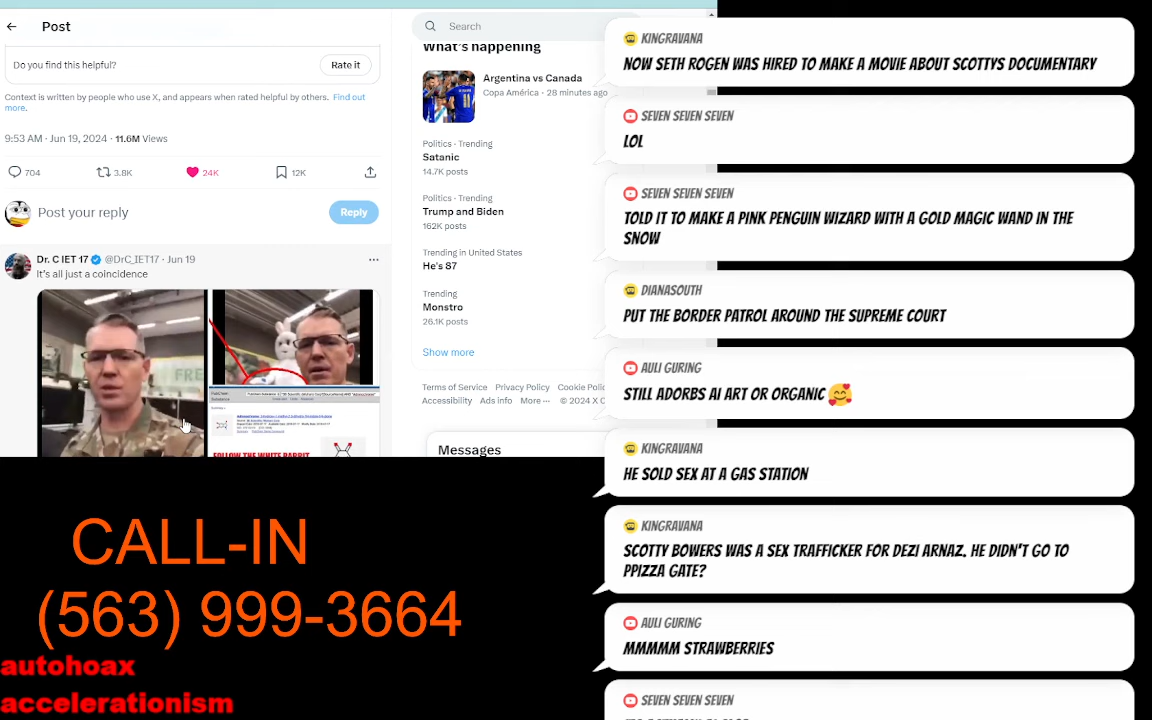 Post
Do you find this helpful?
Rate it
Context is written by people who use X, and appears when rated helpful by others. Find out
more.
9:53 AM · Jun 19, 2024 · 11.6M Views
704
3.8K
24K
12K
Post your reply
Reply
Dr. C IET 17 @DrC_IET17 · Jun 19
It's all just a coincidence
FRE
FOLLOW THE WHITE RABBIT
Search
What's happening
Argentina vs Canada
Copa América · 28 minutes ago
Politics · Trending
Satanic
14.7K posts
Politics · Trending
Trump and Biden
162K posts
Trending in United States
He's 87
Trending
Monstro
26.1K posts
Show more
Terms of Service Privacy Policy Cookie Polic
Accessibility Ads info More ··· © 2024 X C
Messages
KINGRAVANA
NOW SETH ROGEN WAS HIRED TO MAKE A MOVIE ABOUT SCOTTYS DOCUMENTARY
SEVEN SEVEN SEVEN
LOL
SEVEN SEVEN SEVEN
TOLD IT TO MAKE A PINK PENGUIN WIZARD WITH A GOLD MAGIC WAND IN THE
SNOW
DIANASOUTH
PUT THE BORDER PATROL AROUND THE SUPREME COURT
AULI GURING
STILL ADORBS AI ART OR ORGANIC 🥰
KINGRAVANA
HE SOLD SEX AT A GAS STATION
KINGRAVANA
SCOTTY BOWERS WAS A SEX TRAFFICKER FOR DEZI ARNAZ. HE DIDN'T GO TO
PPIZZA GATE?
AULI GURING
MMMMM STRAWBERRIES
SEVEN SEVEN SEVEN
CALL-IN
(563) 999-3664
autohoax
accelerationism